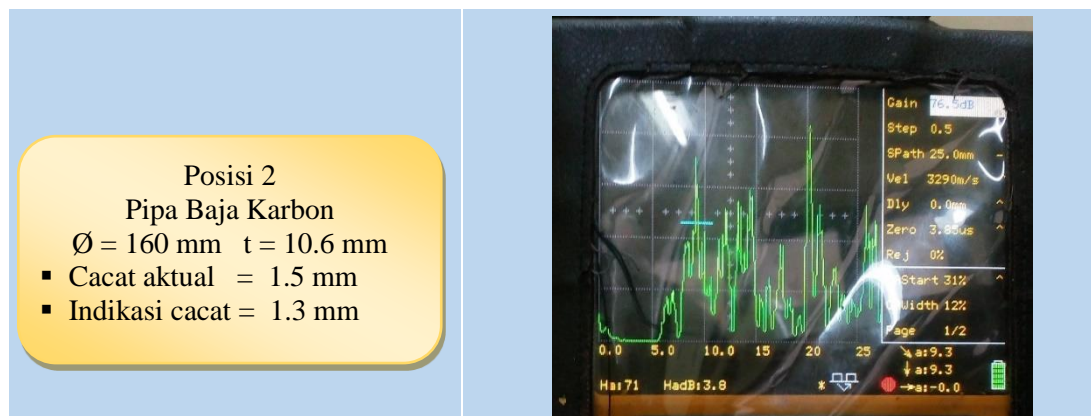 Posisi 2
Pipa Baja Karbon
Ø = 160 mm t = 10.6 mm
▪ Cacat aktual = 1.5 mm
▪ Indikasi cacat = 1.3 mm
Gain 76.5dB
Step 0.5
SPath 25.0mm
Vel 3290m/s
Dly 0.0mm
Zero 3.85us
Rej 0%
Start 31%
Width 12%
Page 1/2
0.0 5.0 10.0 15 20 25
a:9.3
a:9.3
Ha:71 HadB:3.8 * a:-0.0